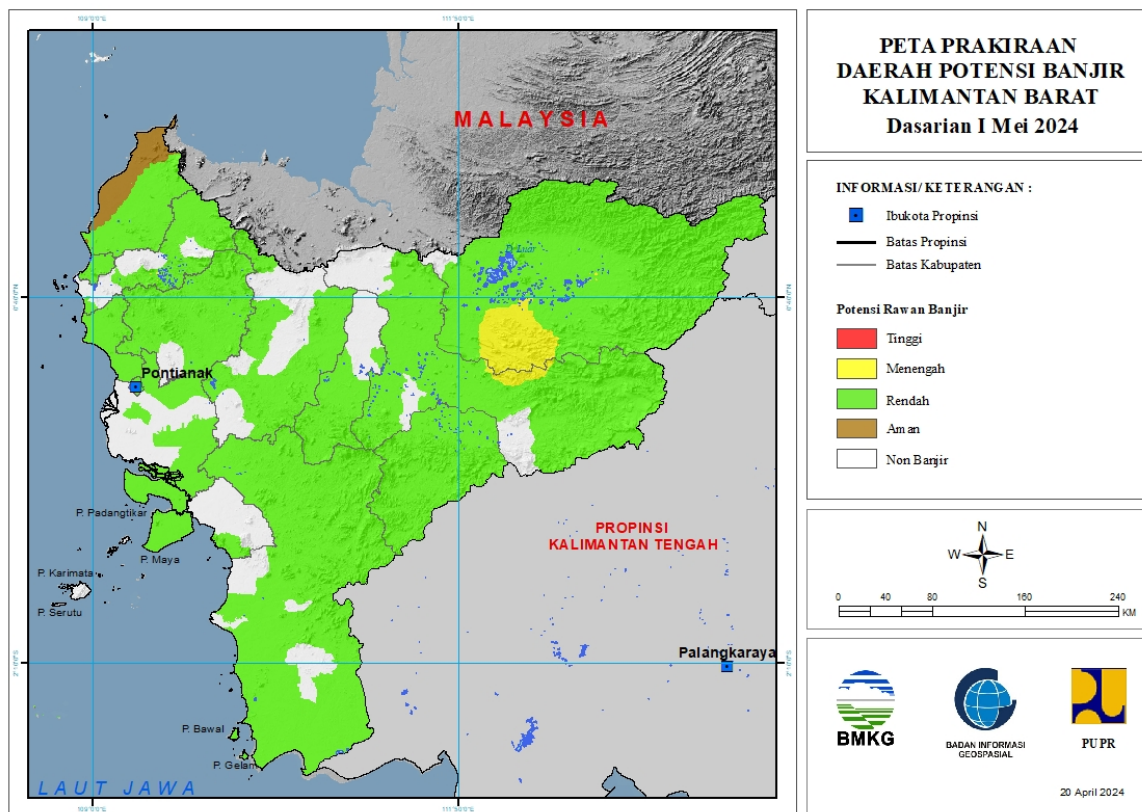 PETA PRAKIRAAN
DAERAH POTENSI BANJIR
KALIMANTAN BARAT
Dasarian I Mei 2024
INFORMASI/ KETERANGAN :
Ibukota Propinsi
Batas Propinsi
Batas Kabupaten
Potensi Rawan Banjir
Tinggi
Menengah
Rendah
Aman
Non Banjir
N
W E
S
0 40 80 160 240
KM
BMKG
BADAN INFORMASI
GEOSPASIAL
PUPR
20 April 2024
MALAYSIA
Pontianak
P. Padangtikar
P. Maya
P. Karimata
P. Serutu
PROPINSI
KALIMANTAN TENGAH
Palangkaraya
P. Bawal
P. Gelam
LAUT JAWA